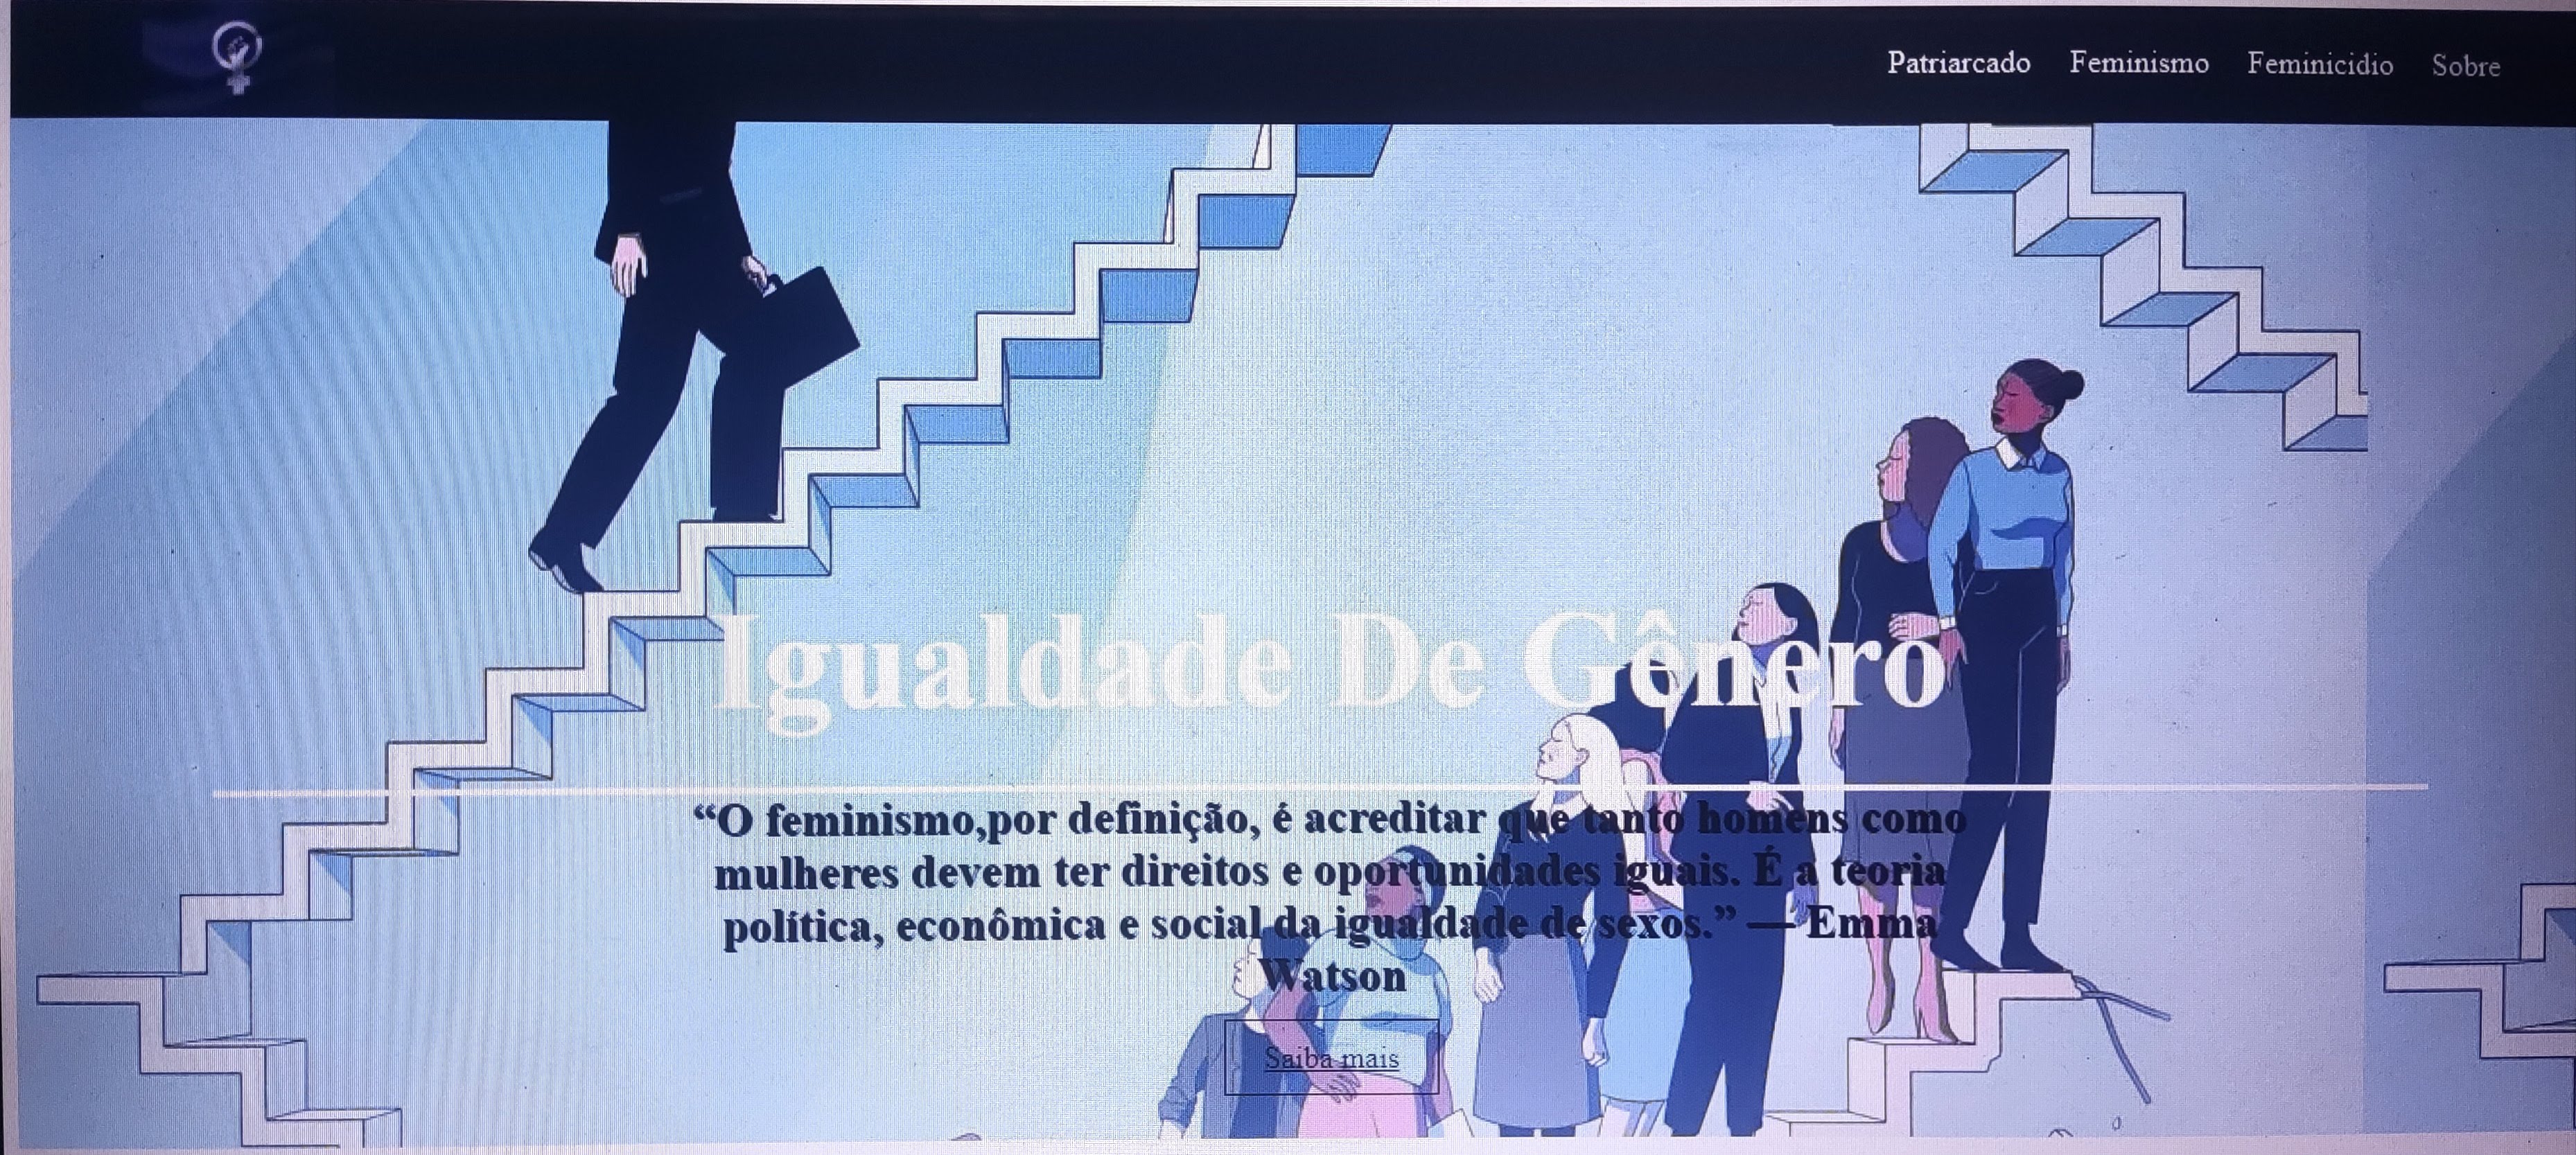 Patriarcado Feminismo Feminicidio Sobre
Igualdade De Gênero
“O feminismo,por definição, é acreditar que tanto homens como
mulheres devem ter direitos e oportunidades iguais. É a teoria
política, econômica e social da igualdade de sexos.” — Emma
Watson
Saiba mais